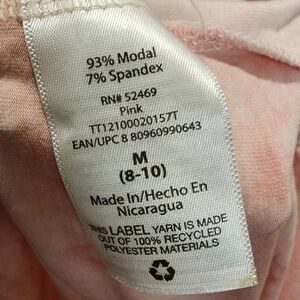 93% Modal
7% Spandex
RN# 52469
Pink
TT12100020157T
EAN/UPC 8 80960990643
M
(8-10)
Made In/Hecho En
Nicaragua
THIS LABEL YARN IS MADE
OUT OF 100% RECYCLED
POLYESTER MATERIALS